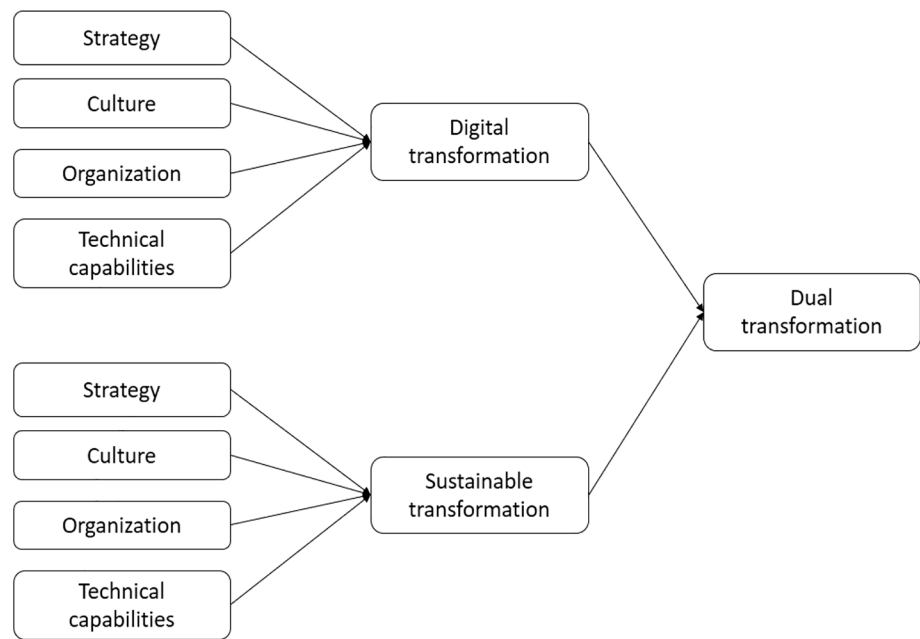 Strategy
Culture
Organization
Technical
capabilities
Digital
transformation
Dual
transformation
Strategy
Culture
Organization
Technical
capabilities
Sustainable
transformation